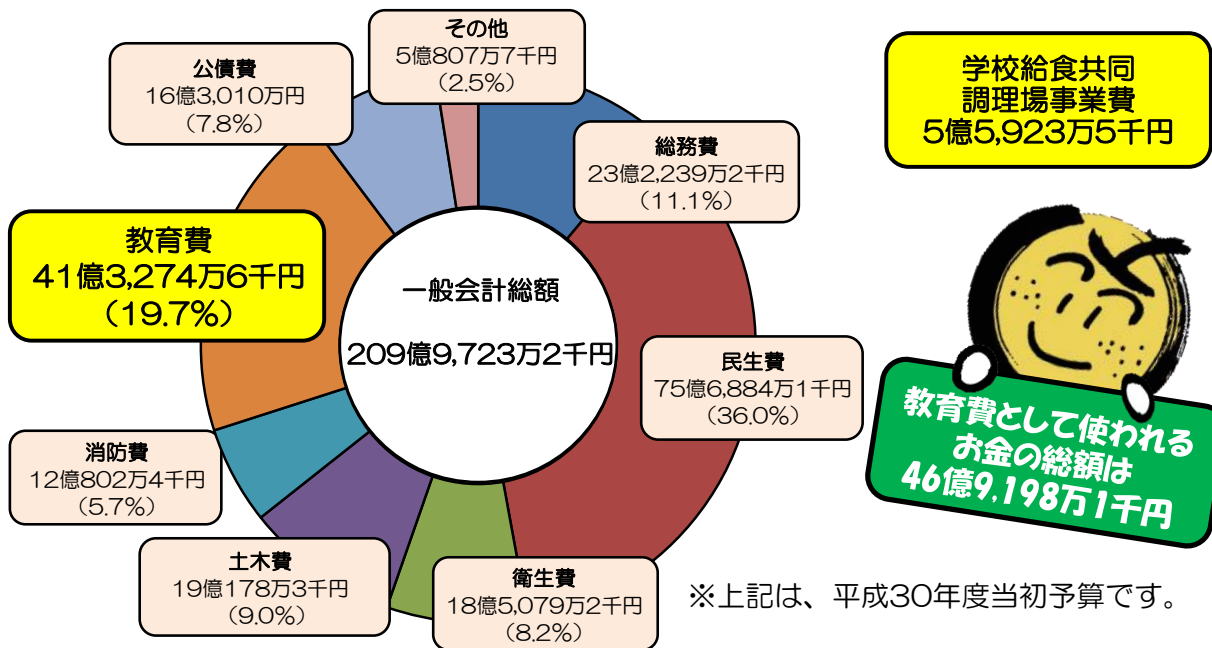 その他
5億807万7千円
(2.5%)
公債費
16億3,010万円
(7.8%)
総務費
23億2,239万2千円
(11.1%)
教育費
41億3,274万6千円
(19.7%)
一般会計総額
209億9,723万2千円
民生費
75億6,884万1千円
(36.0%)
消防費
12億802万4千円
(5.7%)
土木費
19億178万3千円
(9.0%)
衛生費
18億5,079万2千円
(8.2%)
学校給食共同
調理場事業費
5億5,923万5千円
教育費として使われる
お金の総額は
46億9,198万1千円
※上記は、平成30年度当初予算です。